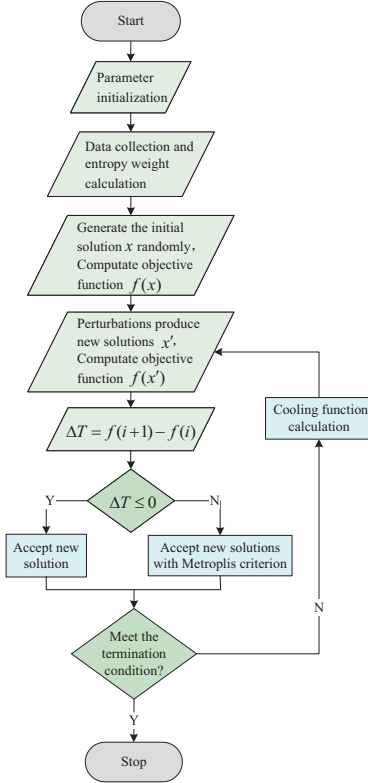 Start
Parameter
initialization
Data collection and
entropy weight
calculation
Generate the initial
solution x randomly,
Computate objective
function f(x)
Perturbations produce
new solutions x′,
Computate objective
function f(x′)
ΔT = f(i+1) − f(i)
Cooling function
calculation
ΔT ≤ 0
Y
N
Accept new
solution
Accept new solutions
with Metroplis criterion
N
Meet the
termination
condition?
Y
Stop